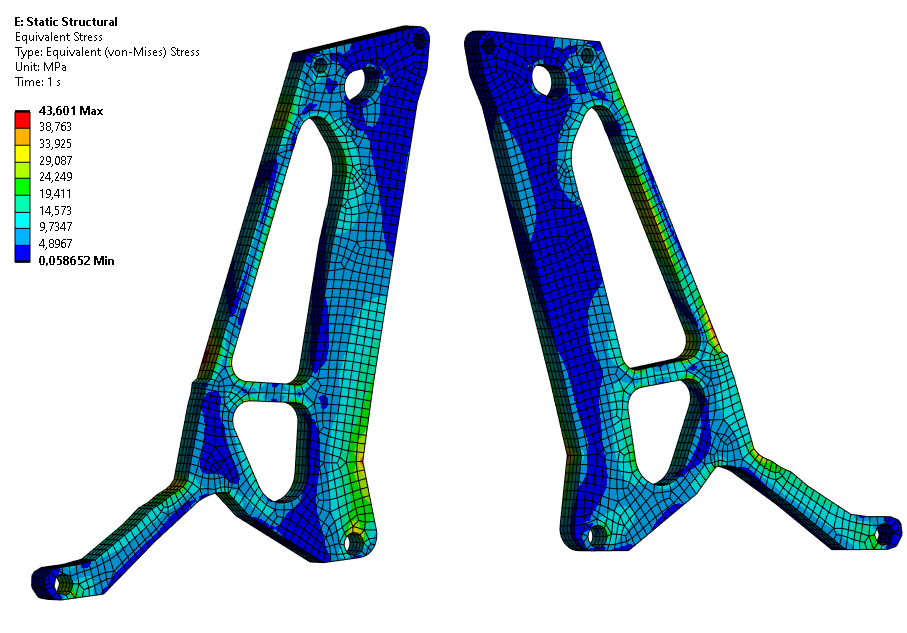 E: Static Structural
Equivalent Stress
Type: Equivalent (von-Mises) Stress
Unit: MPa
Time: 1 s
43,601 Max
38,763
33,925
29,087
24,249
19,411
14,573
9,7347
4,8967
0,058652 Min